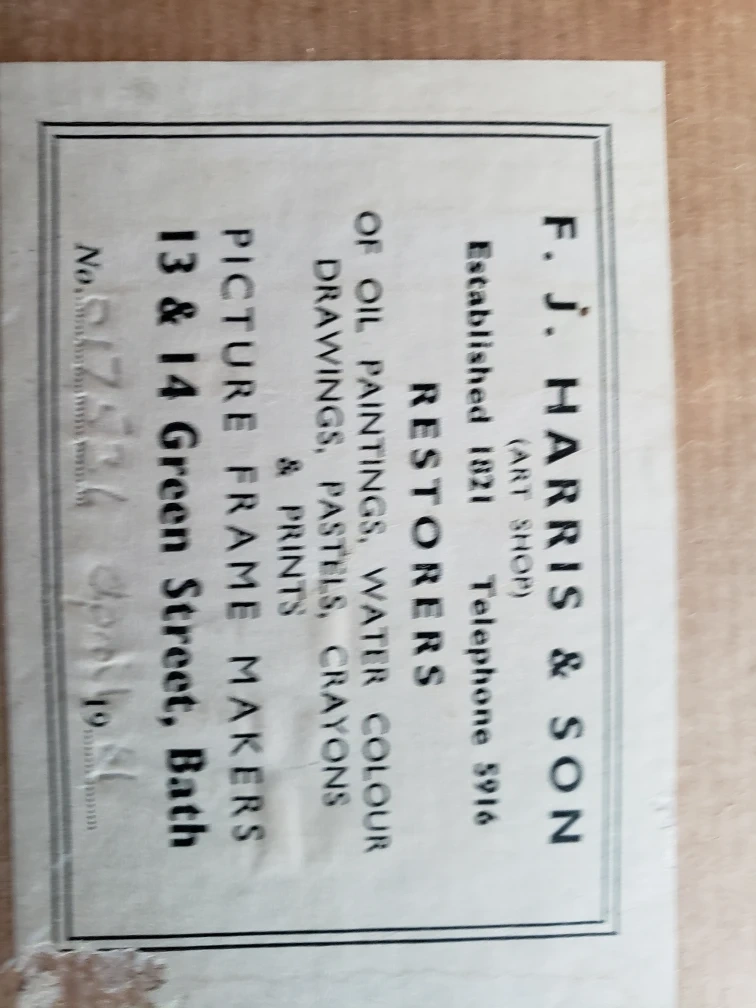 F. J. HARRIS & SON
(ART SHOP)
Established 1821 Telephone 5916
RESTORERS
OF OIL PAINTINGS, WATER COLOUR
DRAWINGS, PASTELS, CRAYONS
& PRINTS
PICTURE FRAME MAKERS
13 & 14 Green Street, Bath
No. April 19